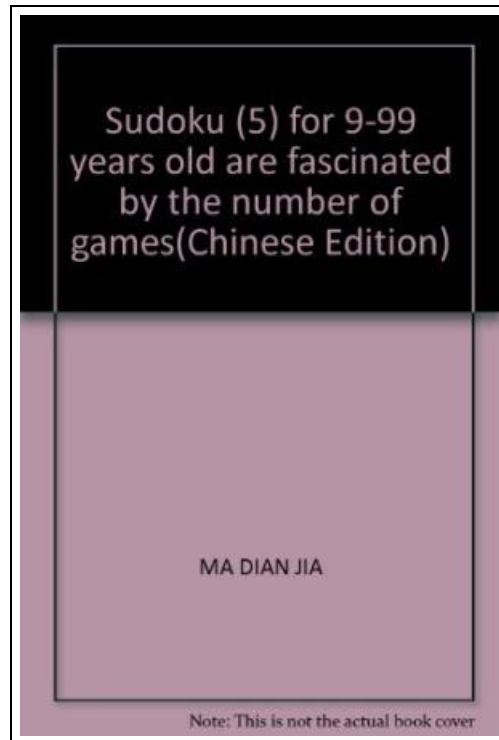 Sudoku (5) for 9-99
years old are fascinated
by the number of
games(Chinese Edition)
MA DIAN JIA
Note: This is not the actual book cover